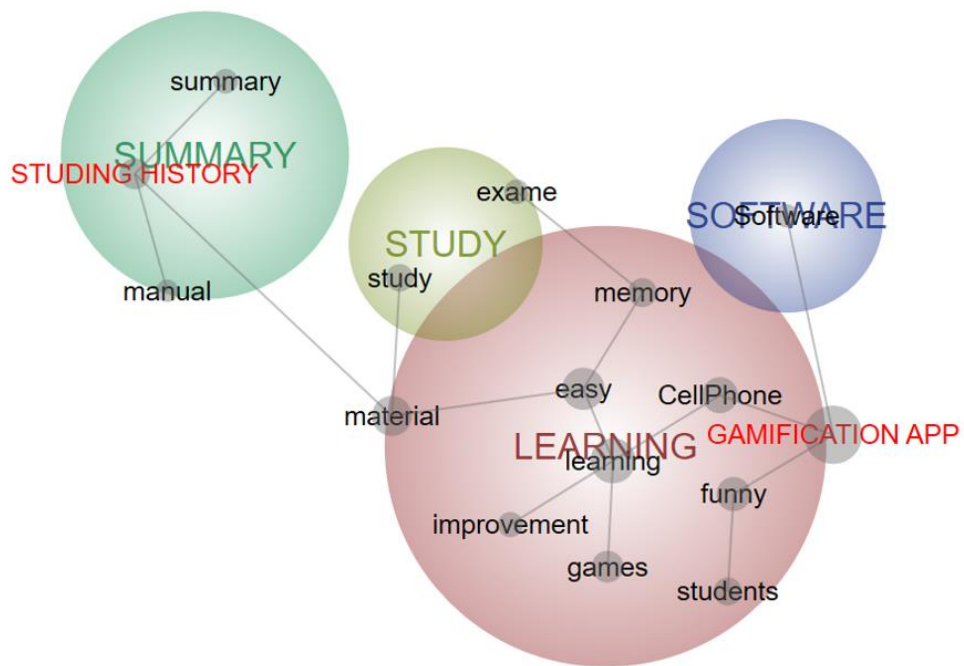 summary
SUMMARY
STUDING HISTORY
manual
exame
STUDY
study
SOFTWARE
Software
memory
easy
CellPhone
material
LEARNING
learning
GAMIFICATION APP
funny
improvement
games
students